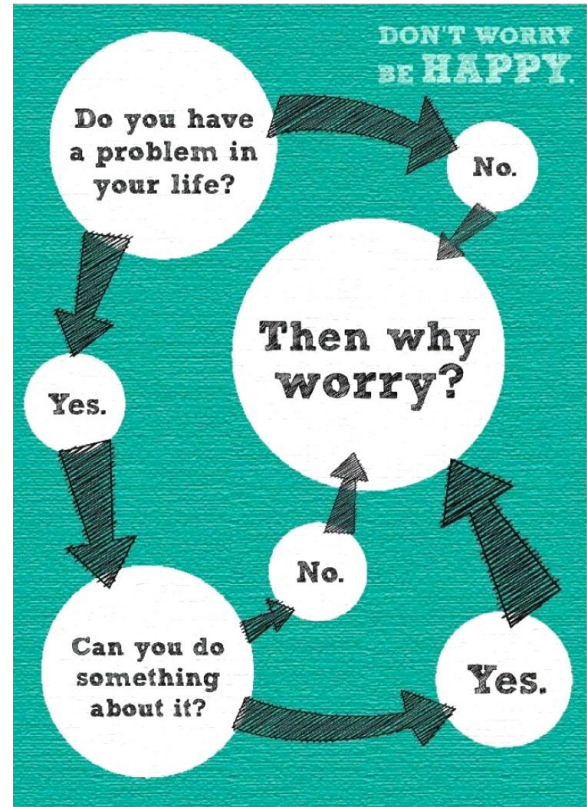 DON'T WORRY
BE HAPPY.
Do you have
a problem in
your life?
No.
Then why
worry?
Yes.
No.
Can you do
something
about it?
Yes.